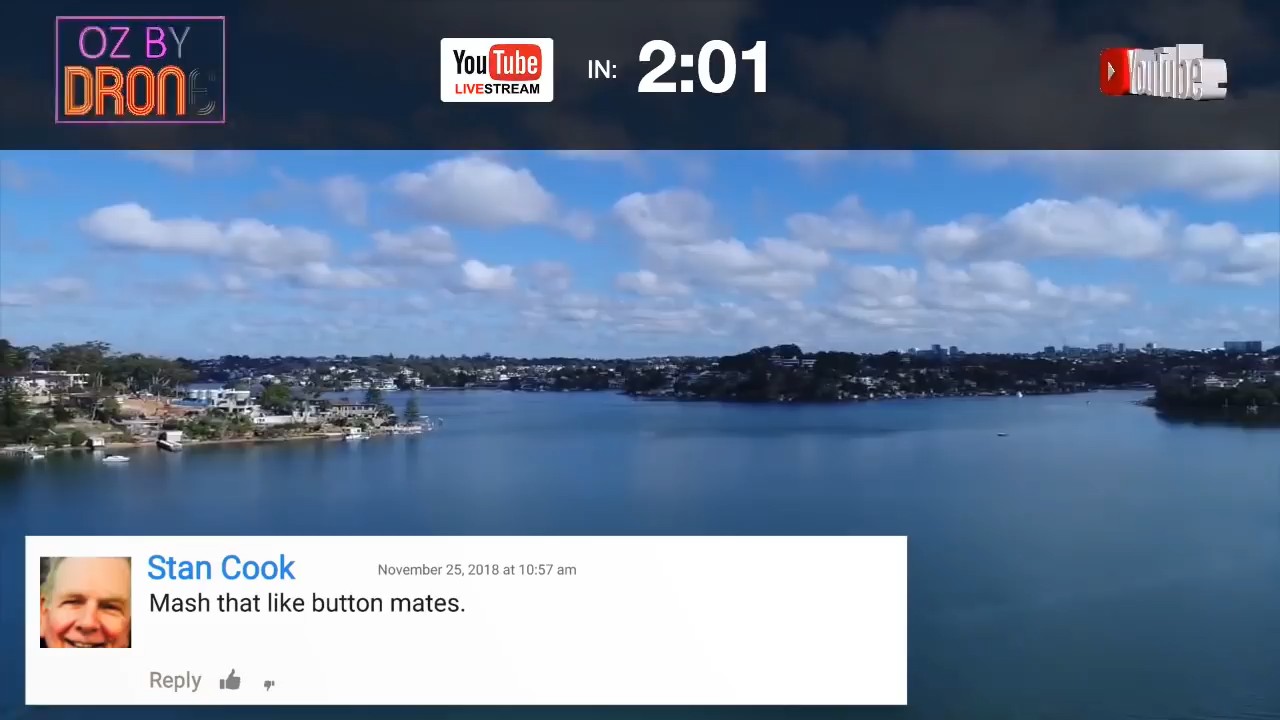 OZ BY
DRONE
YouTube
LIVESTREAM
IN: 2:01
YouTube
Stan Cook
November 25, 2018 at 10:57 am
Mash that like button mates.
Reply